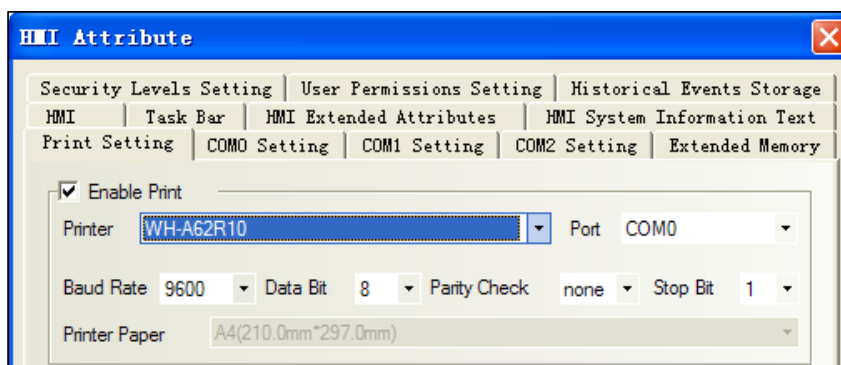 HMI Attribute
Security Levels Setting User Permissions Setting Historical Events Storage
HMI Task Bar HMI Extended Attributes HMI System Information Text
Print Setting COM0 Setting COM1 Setting COM2 Setting Extended Memory
Enable Print
Printer WH-A62R10 Port COM0
Baud Rate 9600 Data Bit 8 Parity Check none Stop Bit 1
Printer Paper A4(210.0mm*297.0mm)